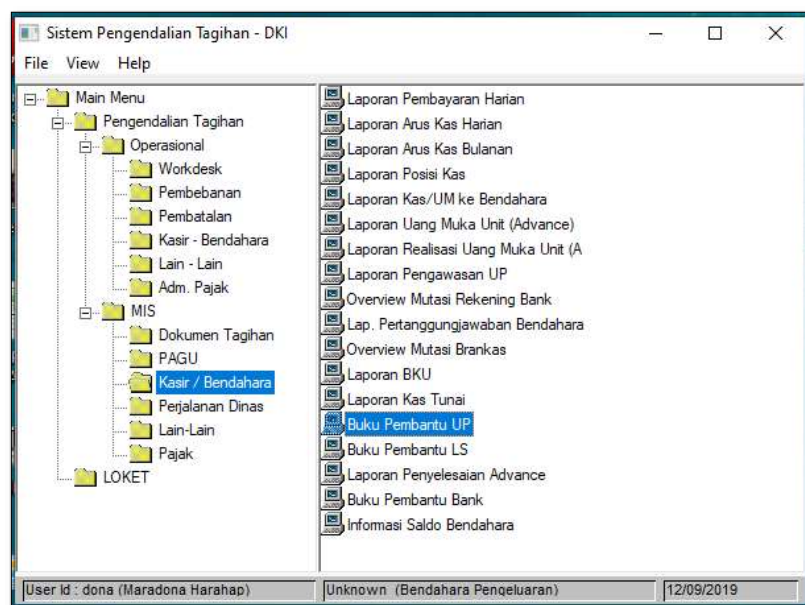 Sistem Pengendalian Tagihan - DKI
File View Help
Main Menu
Pengendalian Tagihan
Operasional
Workdesk
Pembebanan
Pembatalan
Kasir - Bendahara
Lain - Lain
Adm. Pajak
MIS
Dokumen Tagihan
PAGU
Kasir / Bendahara
Perjalanan Dinas
Lain-Lain
Pajak
LOKET
Laporan Pembayaran Harian
Laporan Arus Kas Harian
Laporan Arus Kas Bulanan
Laporan Posisi Kas
Laporan Kas/UM ke Bendahara
Laporan Uang Muka Unit (Advance)
Laporan Realisasi Uang Muka Unit (A
Laporan Pengawasan UP
Overview Mutasi Rekening Bank
Lap. Pertanggungjawaban Bendahara
Overview Mutasi Brankas
Laporan BKU
Laporan Kas Tunai
Buku Pembantu UP
Buku Pembantu LS
Laporan Penyelesaian Advance
Buku Pembantu Bank
Informasi Saldo Bendahara
User Id : dona (Maradona Harahap)
Unknown (Bendahara Pengeluaran)
12/09/2019